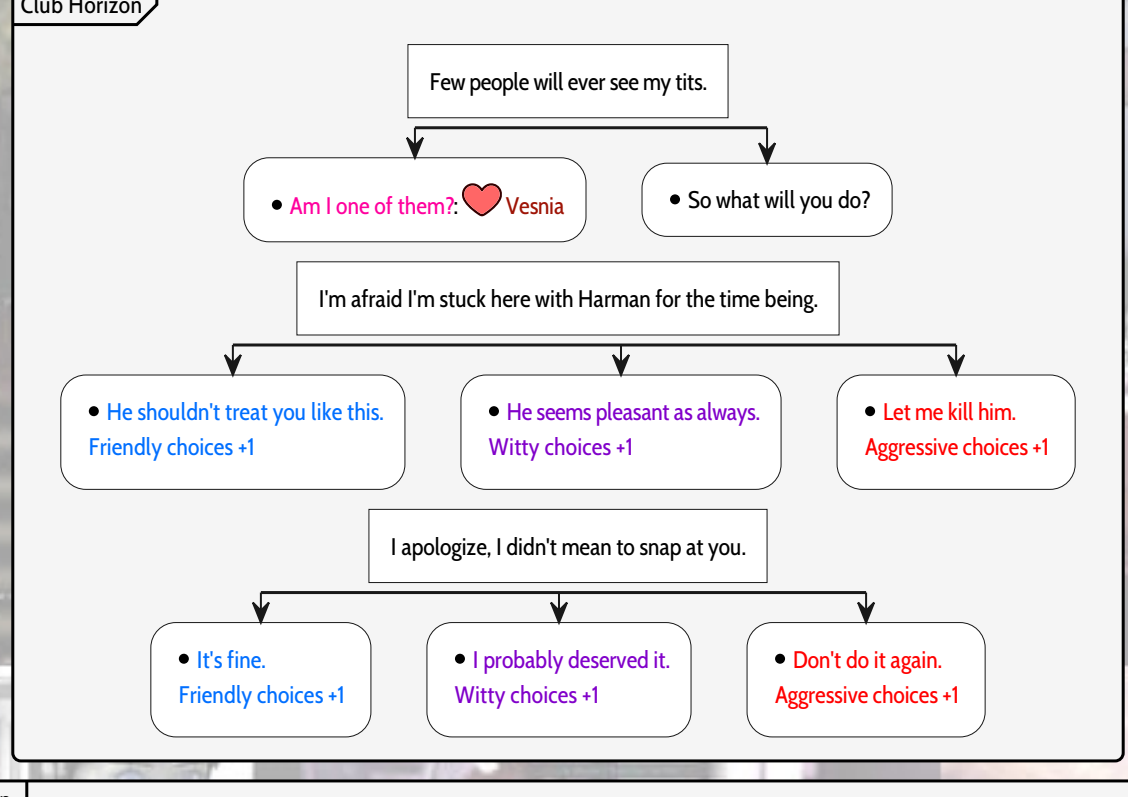 Club Horizon
Few people will ever see my tits.
• Am I one of them?: Vesnia
• So what will you do?
I'm afraid I'm stuck here with Harman for the time being.
• He shouldn't treat you like this.
Friendly choices +1
• He seems pleasant as always.
Witty choices +1
• Let me kill him.
Aggressive choices +1
I apologize, I didn't mean to snap at you.
• It's fine.
Friendly choices +1
• I probably deserved it.
Witty choices +1
• Don't do it again.
Aggressive choices +1